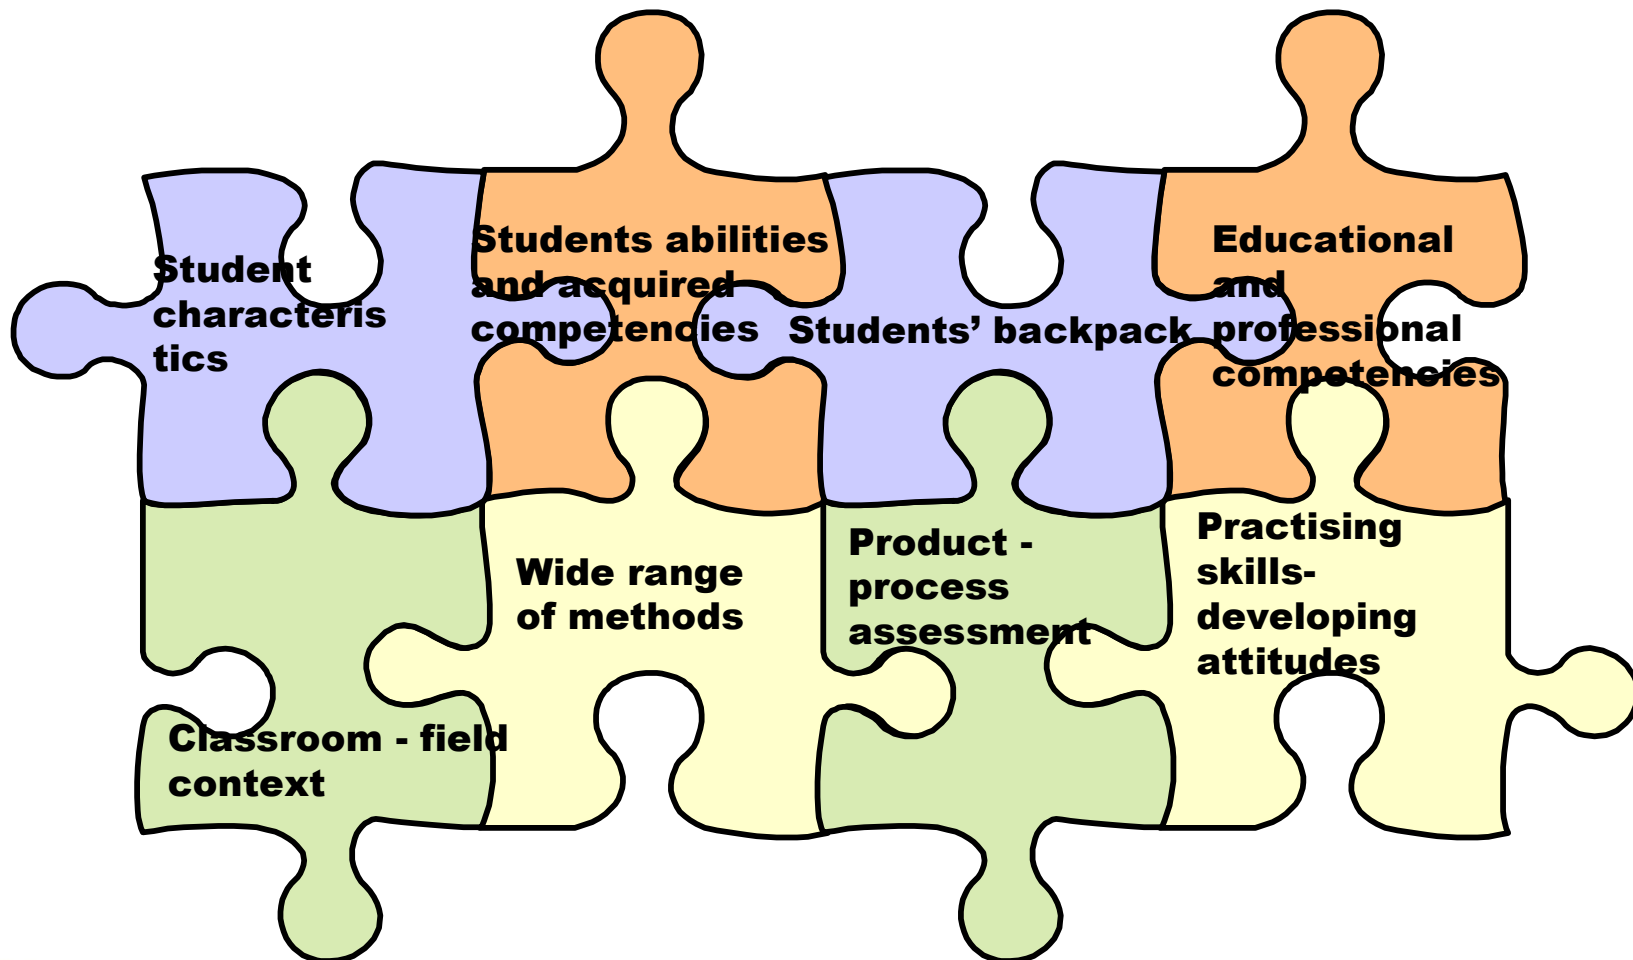 Student
characteris
tics
Students abilities
and acquired
competencies
Students’ backpack
Educational
and
professional
competencies
Classroom - field
context
Wide range
of methods
Product -
process
assessment
Practising
skills-
developing
attitudes